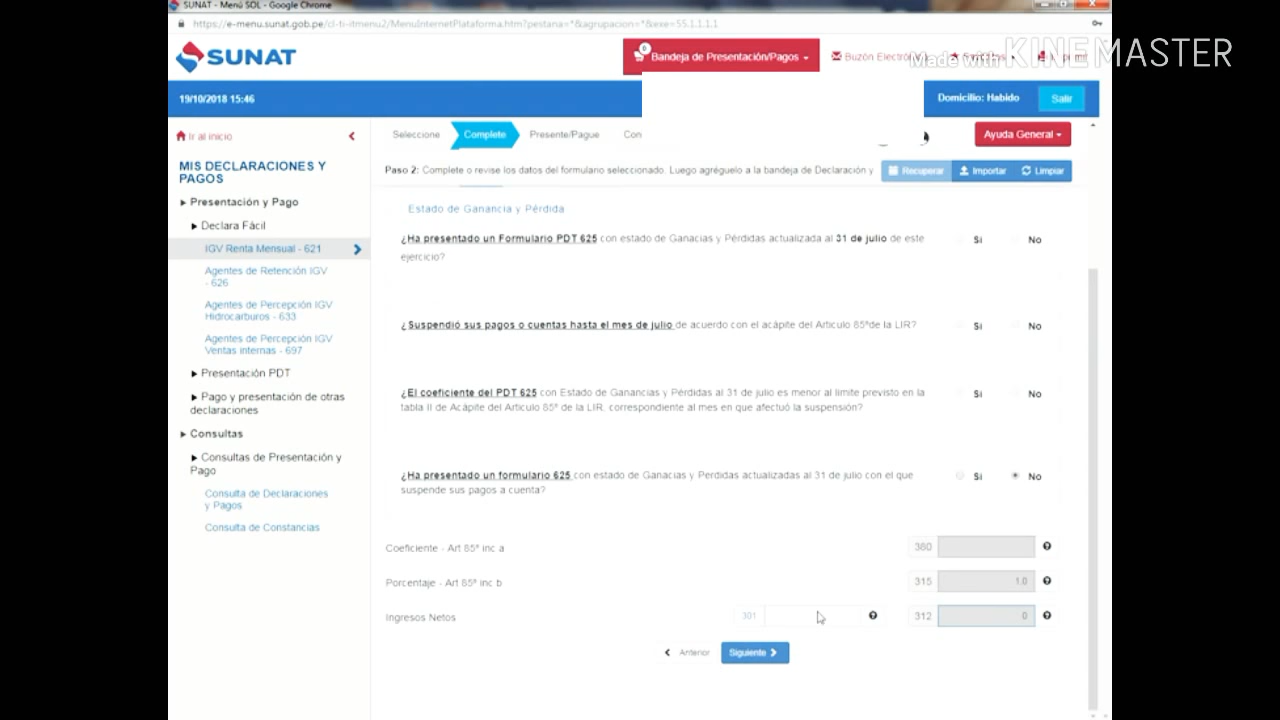 SUNAT - Menú SOL - Google Chrome
https://e-menu.sunat.gob.pe/cl-ti-itmenu2/MenuInternetPlataforma.htm?pestana=*&agrupacion=*&exe=55.1.1.1.1
SUNAT
0
Bandeja de Presentación/Pagos
Buzón Electró
Made with KINEMASTER
19/10/2018 15:46
Domicilio: Habido
Salir
Ir al inicio
Seleccione
Complete
Presente/Pague
Con
Ayuda General
MIS DECLARACIONES Y
PAGOS
Paso 2: Complete o revise los datos del formulario seleccionado. Luego agréguelo a la bandeja de Declaración y
Recuperar
Importar
Limpiar
Presentación y Pago
Declara Fácil
IGV Renta Mensual - 621
Agentes de Retención IGV
- 626
Agentes de Percepción IGV
Hidrocarburos - 633
Agentes de Percepción IGV
Ventas internas - 697
Presentación PDT
Pago y presentación de otras
declaraciones
Consultas
Consultas de Presentación y
Pago
Consulta de Declaraciones
y Pagos
Consulta de Constancias
Estado de Ganancia y Pérdida
¿Ha presentado un Formulario PDT 625 con estado de Ganacias y Pérdidas actualizada al 31 de julio de este
ejercicio?
Si No
¿Suspendió sus pagos o cuentas hasta el mes de julio de acuerdo con el acápite del Articulo 85ºde la LIR?
Si No
¿El coeficiente del PDT 625 con Estado de Ganancias y Pérdidas al 31 de julio es menor al límite previsto en la
tabla II de Acápite del Articulo 85º de la LIR, correspondiente al mes en que afectuó la suspensión?
Si No
¿Ha presentado un formulario 625 con estado de Ganacias y Perdidas actualizadas al 31 de julio con el que
suspende sus pagos a cuenta?
Si No
Coeficiente - Art 85º inc a
380
Porcentaje - Art 85º inc b
315 1.0
Ingresos Netos
301
312 0
Anterior
Siguiente